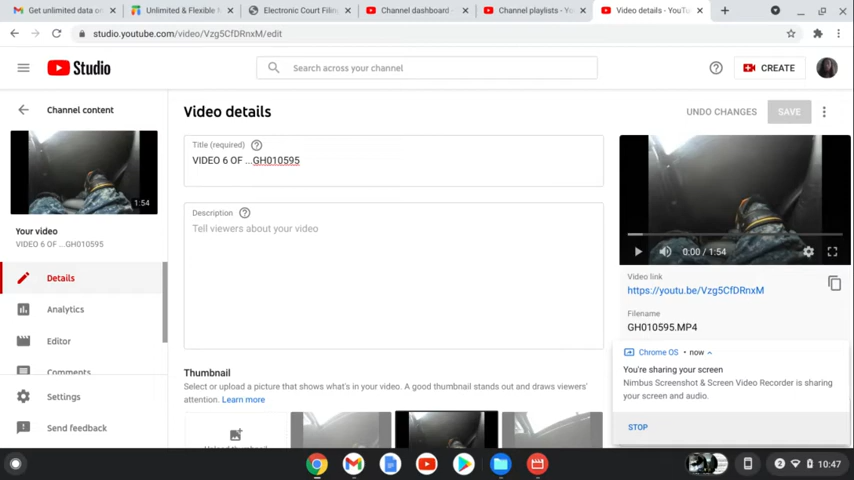 Get unlimited data on
Unlimited & Flexible M
Electronic Court Filing
Channel dashboard -
Channel playlists - Yo
Video details - YouTu
studio.youtube.com/video/Vzg5CfDRnxM/edit
Studio
Search across your channel
CREATE
Channel content
Video details
UNDO CHANGES
SAVE
Title (required)
VIDEO 6 OF ...GH010595
1:54
Description
Tell viewers about your video
Your video
VIDEO 6 OF ...GH010595
0:00 / 1:54
Details
Video link
https://youtu.be/Vzg5CfDRnxM
Analytics
Filename
GH010595.MP4
Editor
Chrome OS • now
You're sharing your screen
Nimbus Screenshot & Screen Video Recorder is sharing
your screen and audio.
STOP
Comments
Thumbnail
Select or upload a picture that shows what's in your video. A good thumbnail stands out and draws viewers'
attention. Learn more
Settings
Send feedback
Upload thumbnail
2
10:47